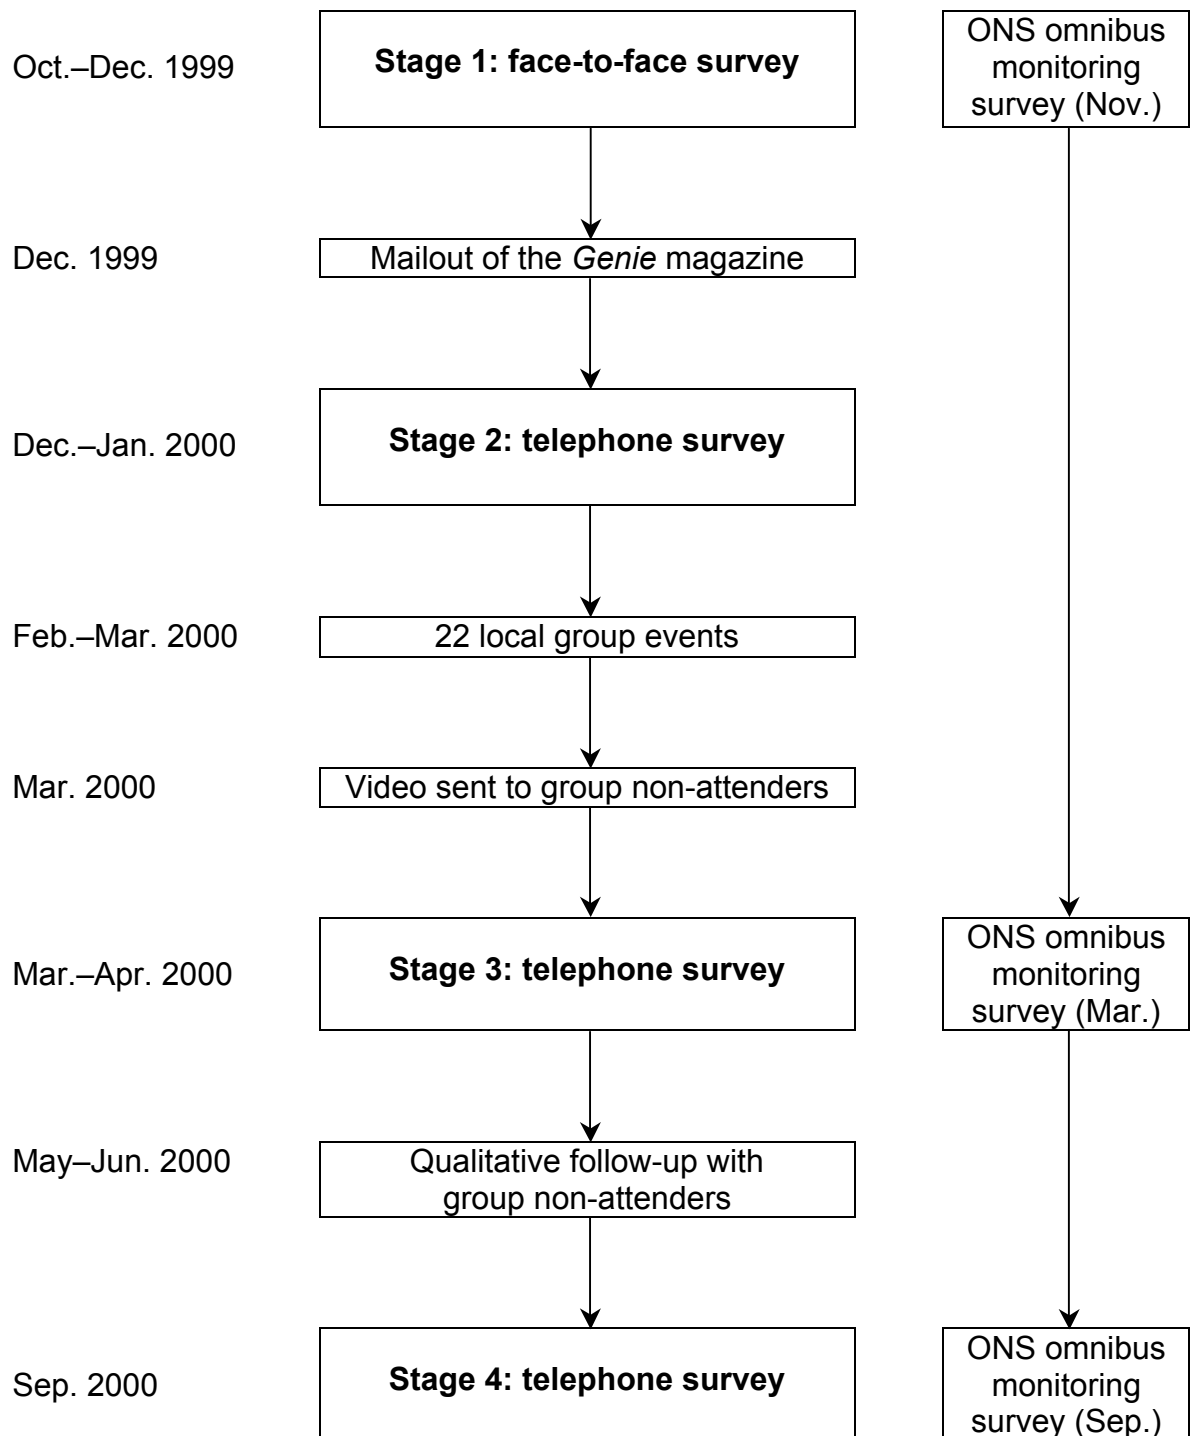 Oct.–Dec. 1999
Stage 1: face-to-face survey
ONS omnibus
monitoring
survey (Nov.)
Dec. 1999
Mailout of the Genie magazine
Dec.–Jan. 2000
Stage 2: telephone survey
Feb.–Mar. 2000
22 local group events
Mar. 2000
Video sent to group non-attenders
Mar.–Apr. 2000
Stage 3: telephone survey
ONS omnibus
monitoring
survey (Mar.)
May–Jun. 2000
Qualitative follow-up with
group non-attenders
Sep. 2000
Stage 4: telephone survey
ONS omnibus
monitoring
survey (Sep.)